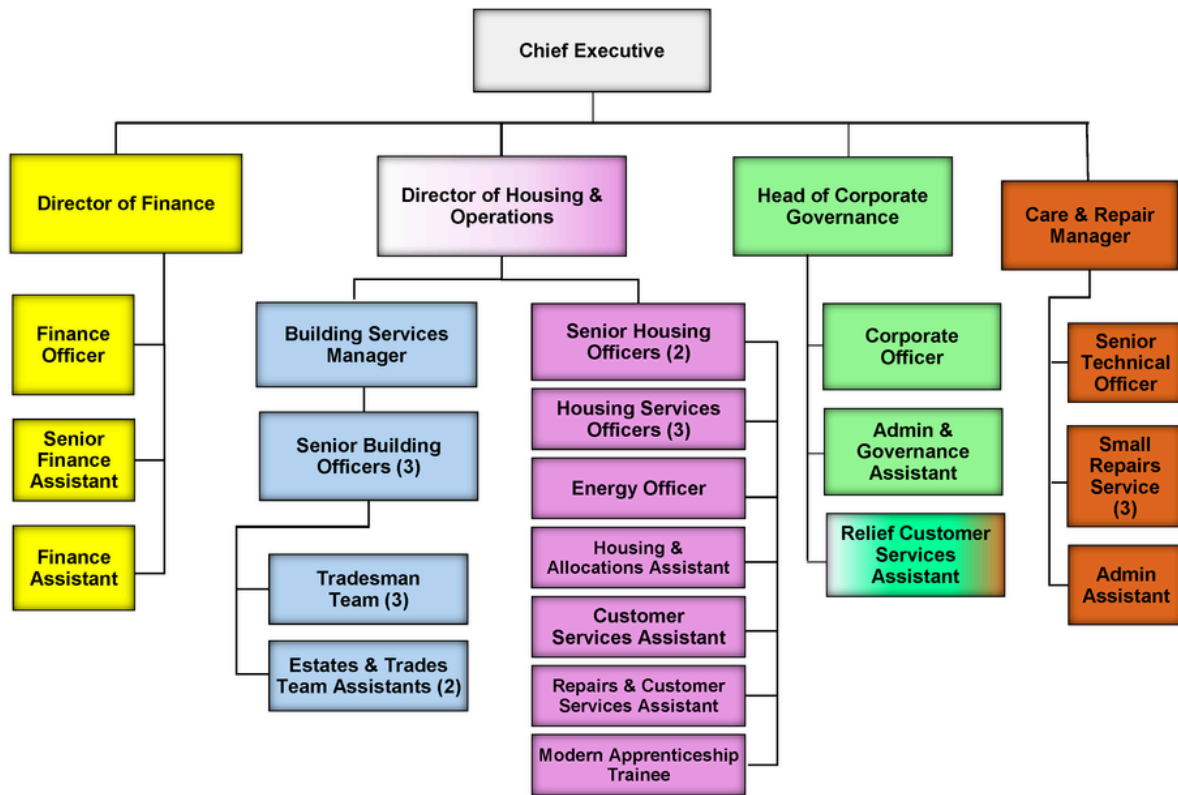 Chief Executive
Director of Finance
Director of Housing &
Operations
Head of Corporate
Governance
Care & Repair
Manager
Finance
Officer
Senior
Finance
Assistant
Finance
Assistant
Building Services
Manager
Senior Building
Officers (3)
Tradesman
Team (3)
Estates & Trades
Team Assistants (2)
Senior Housing
Officers (2)
Housing Services
Officers (3)
Energy Officer
Housing &
Allocations Assistant
Customer
Services Assistant
Repairs & Customer
Services Assistant
Modern Apprenticeship
Trainee
Corporate
Officer
Admin &
Governance
Assistant
Relief Customer
Services
Assistant
Senior
Technical
Officer
Small
Repairs
Service
(3)
Admin
Assistant